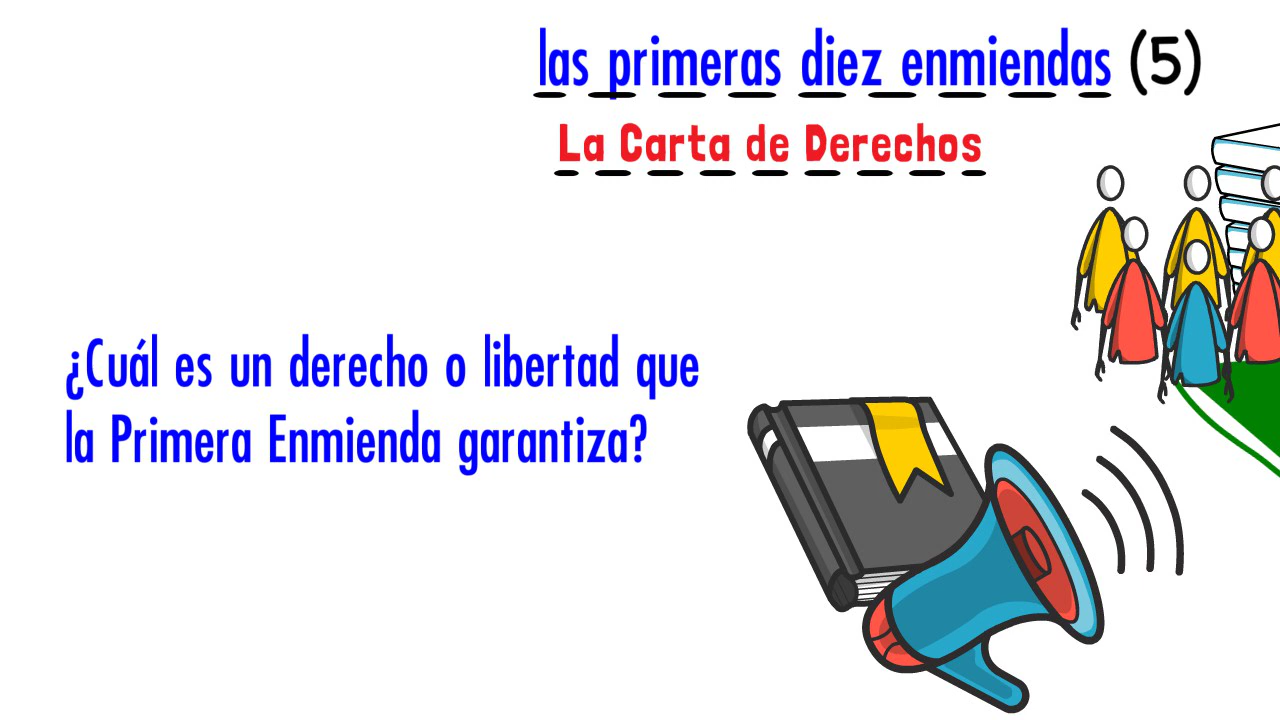 las primeras diez enmiendas (5)
La Carta de Derechos
¿Cuál es un derecho o libertad que
la Primera Enmienda garantiza?